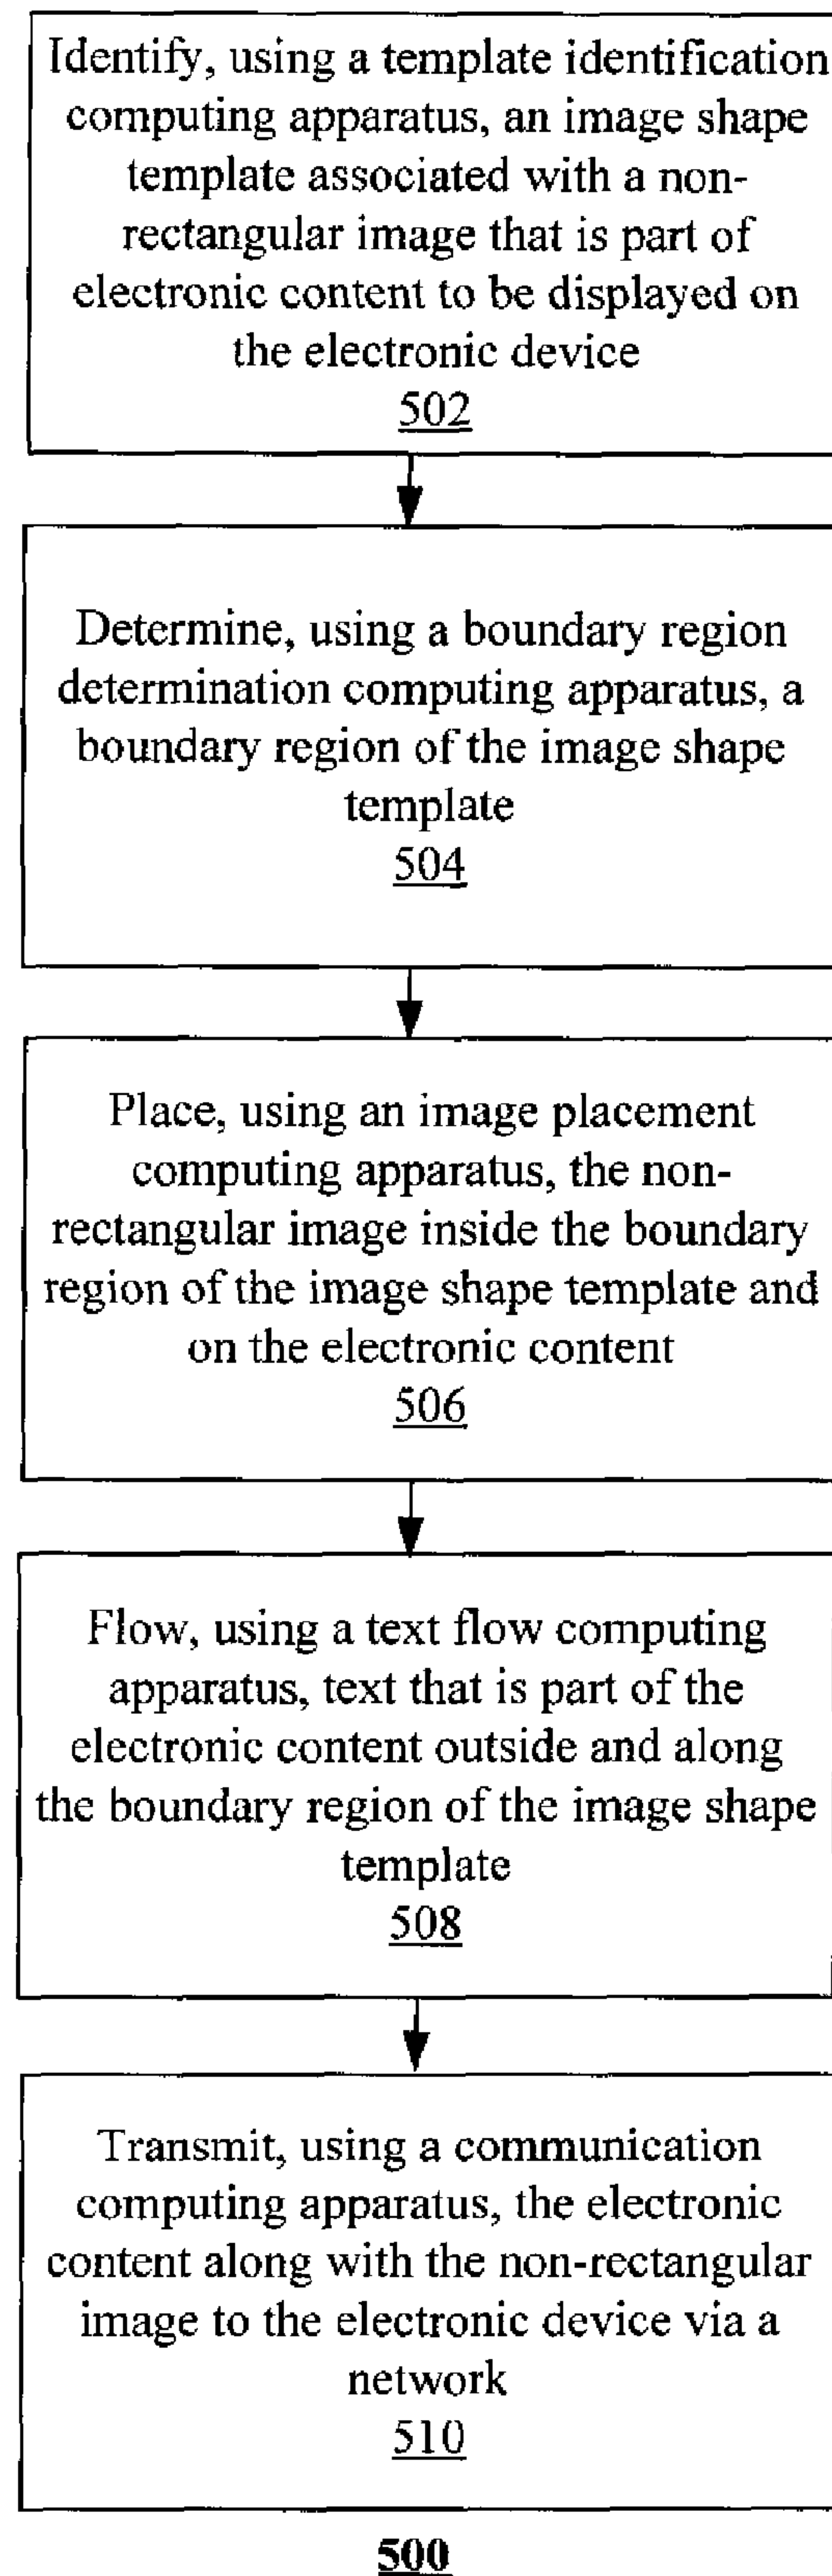 Identify, using a template identification
computing apparatus, an image shape
template associated with a non-
rectangular image that is part of
electronic content to be displayed on
the electronic device
502
Determine, using a boundary region
determination computing apparatus, a
boundary region of the image shape
template
504
Place, using an image placement
computing apparatus, the non-
rectangular image inside the boundary
region of the image shape template and
on the electronic content
506
Flow, using a text flow computing
apparatus, text that is part of the
electronic content outside and along
the boundary region of the image shape
template
508
Transmit, using a communication
computing apparatus, the electronic
content along with the non-rectangular
image to the electronic device via a
network
510
500